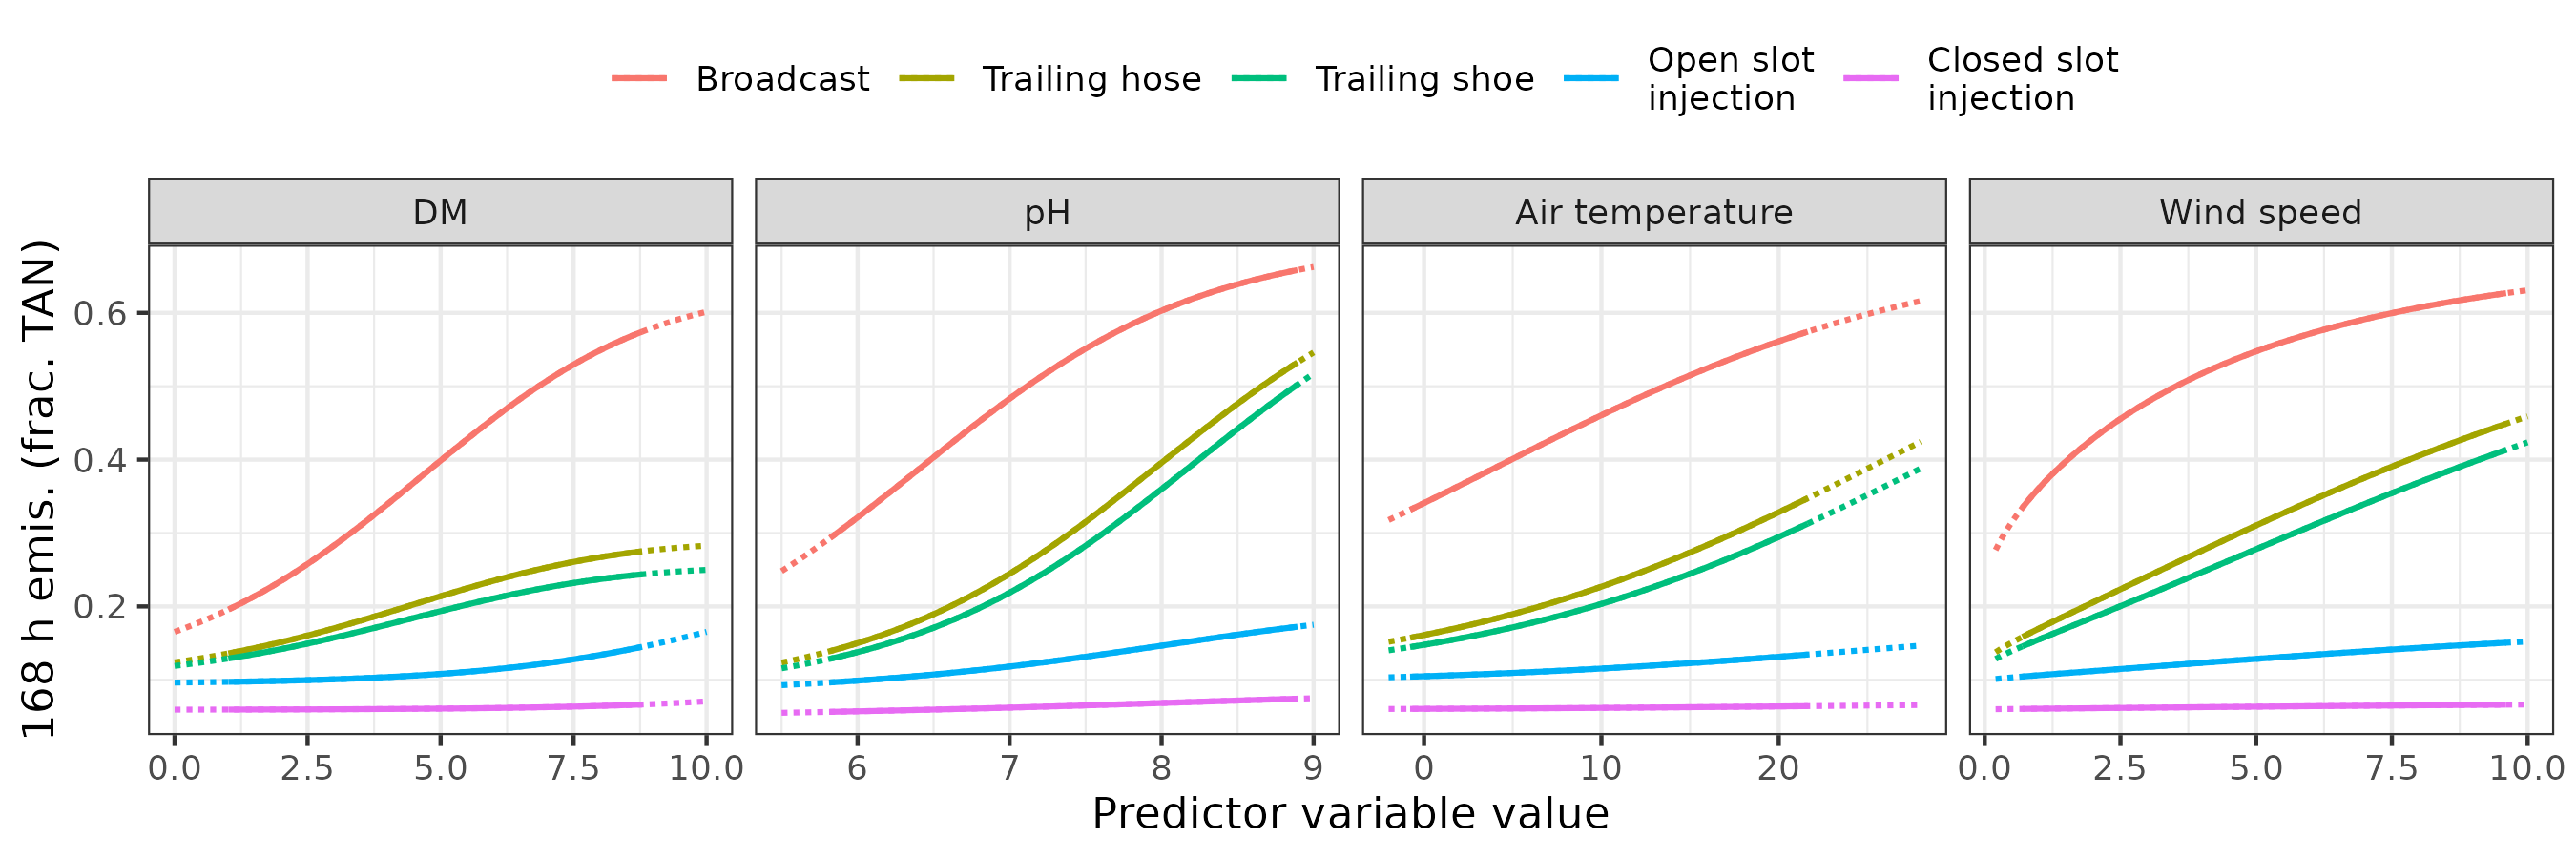 Broadcast
Trailing hose
Trailing shoe
Open slot
injection
Closed slot
injection
DM
pH
Air temperature
Wind speed
168 h emis. (frac. TAN)
0.6
0.4
0.2
0.0 2.5 5.0 7.5 10.0
6 7 8 9
0 10 20
0.0 2.5 5.0 7.5 10.0
Predictor variable value